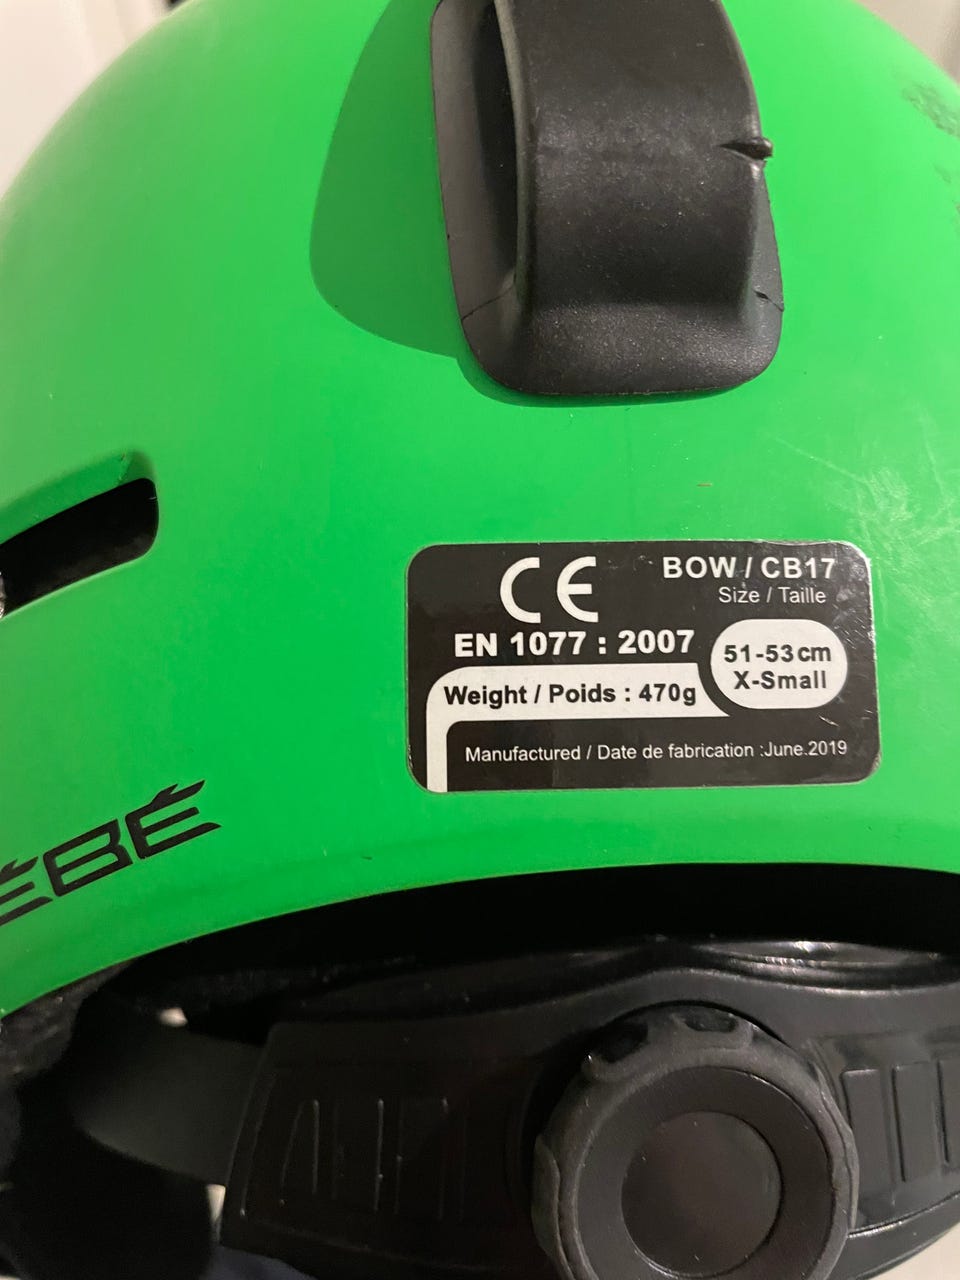 CE
BOW / CB17
Size / Taille
EN 1077 : 2007
51-53cm
X-Small
Weight / Poids : 470g
Manufactured / Date de fabrication :June.2019
ÉBÉ